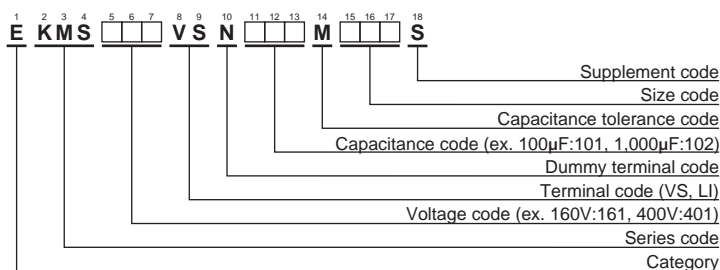 1 2 3 4 5 6 7 8 9 10 11 12 13 14 15 16 17 18
E KMS □□□ VS N □□□ M □□□ S
Supplement code
Size code
Capacitance tolerance code
Capacitance code (ex. 100μF:101, 1,000μF:102)
Dummy terminal code
Terminal code (VS, LI)
Voltage code (ex. 160V:161, 400V:401)
Series code
Category